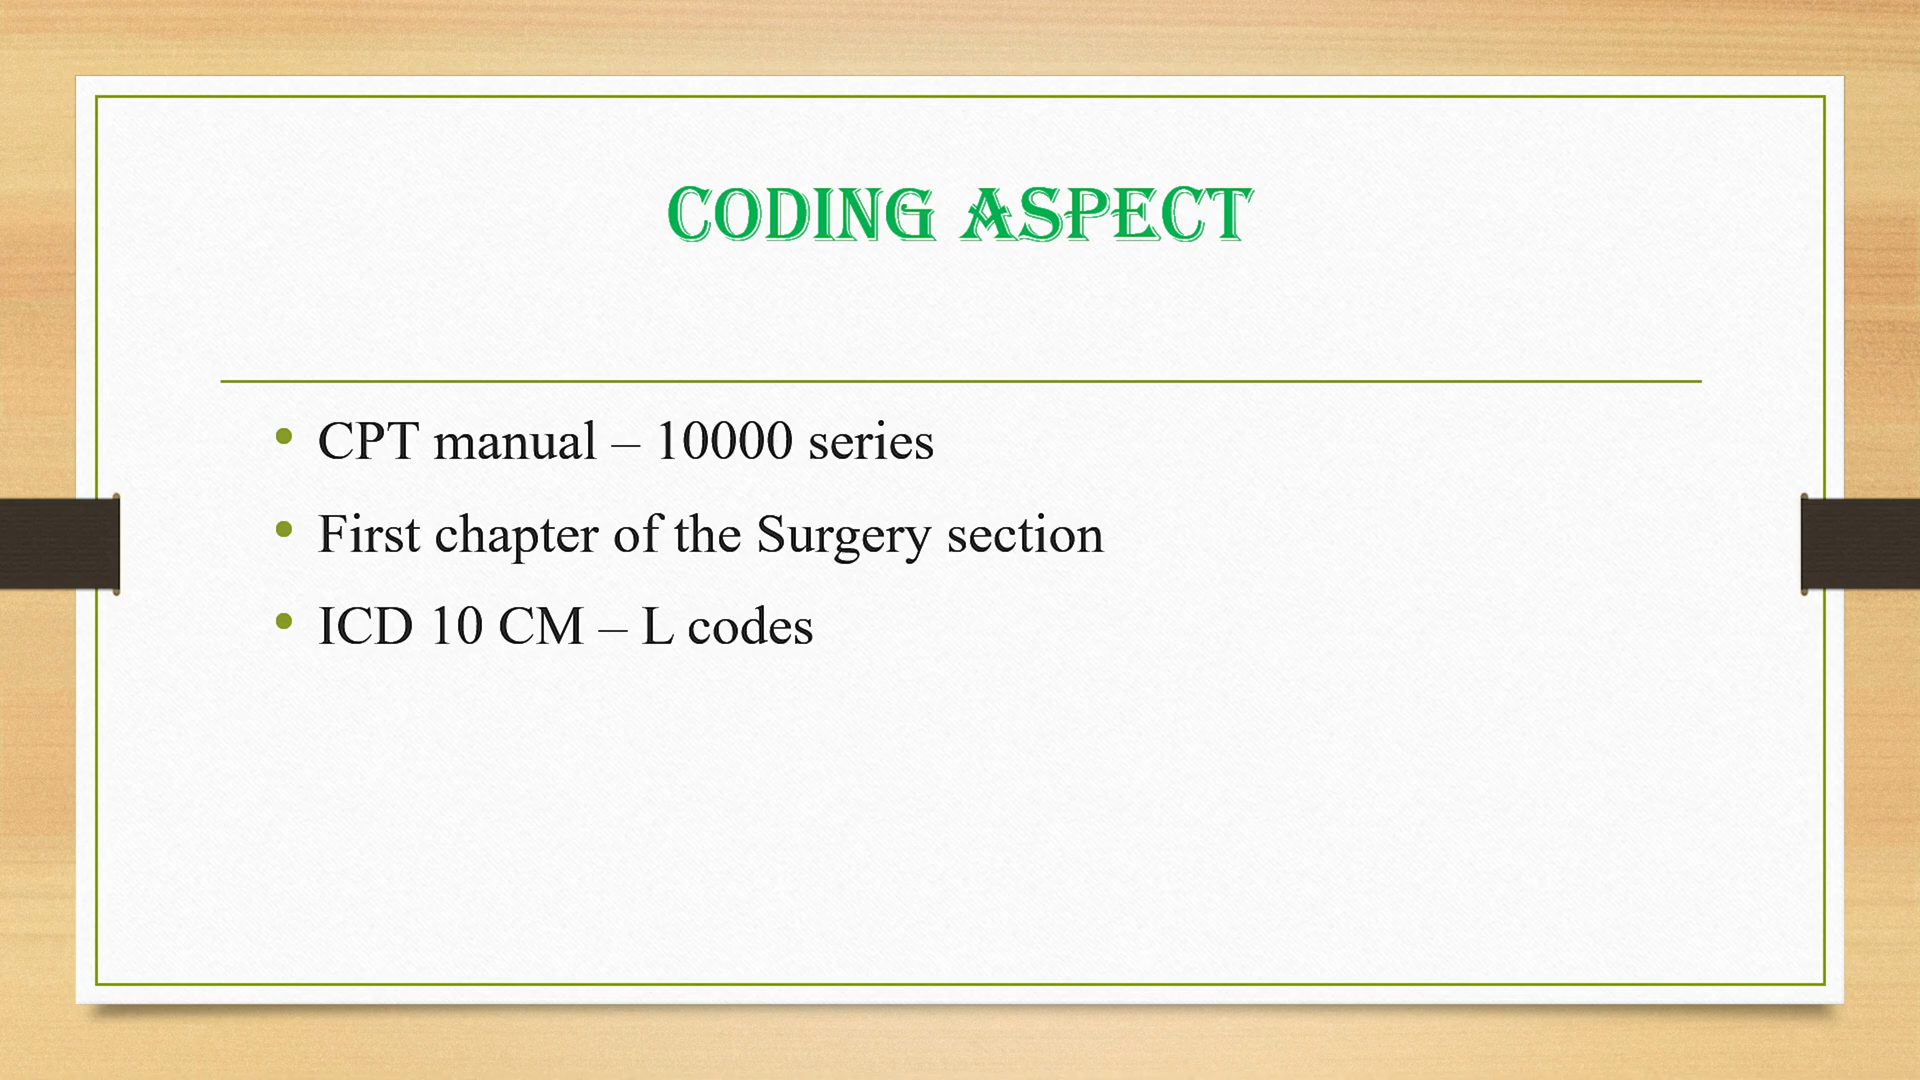 CODING ASPECT
• CPT manual – 10000 series
• First chapter of the Surgery section
• ICD 10 CM – L codes